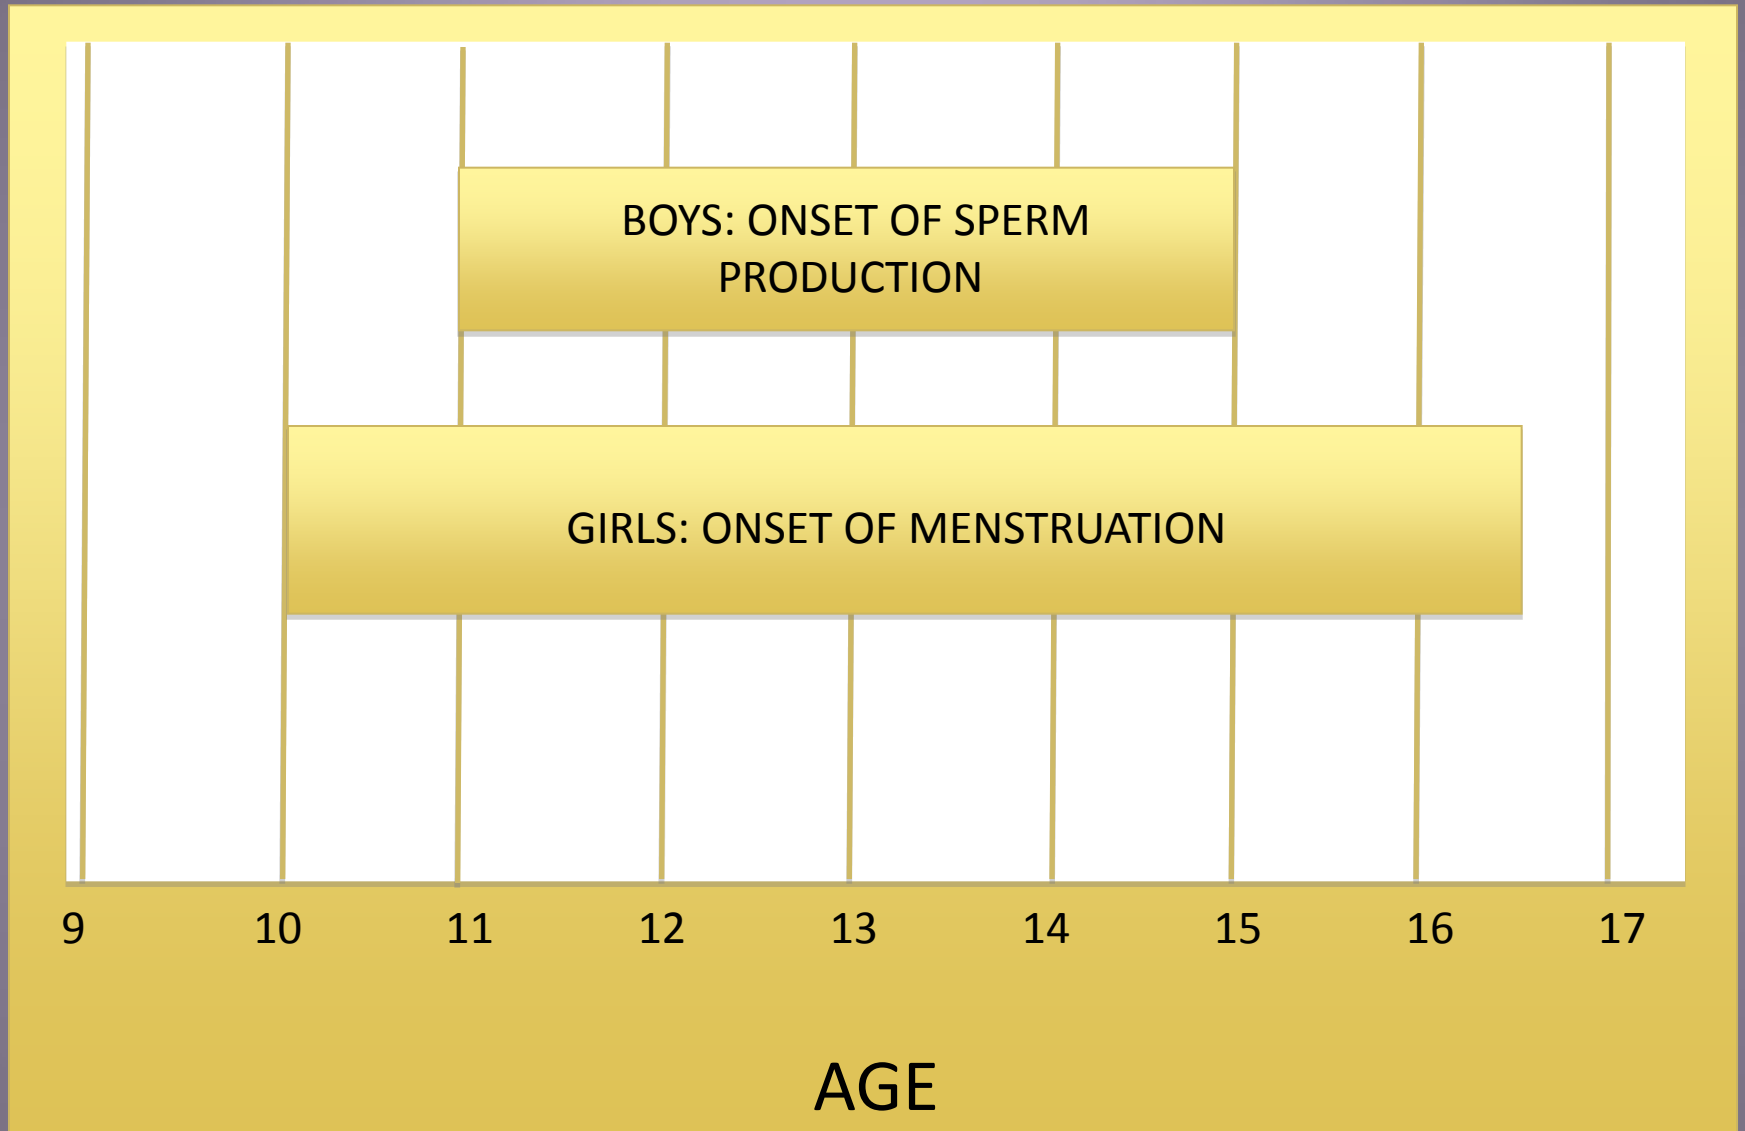 BOYS: ONSET OF SPERM
PRODUCTION
GIRLS: ONSET OF MENSTRUATION
9 10 11 12 13 14 15 16 17
AGE